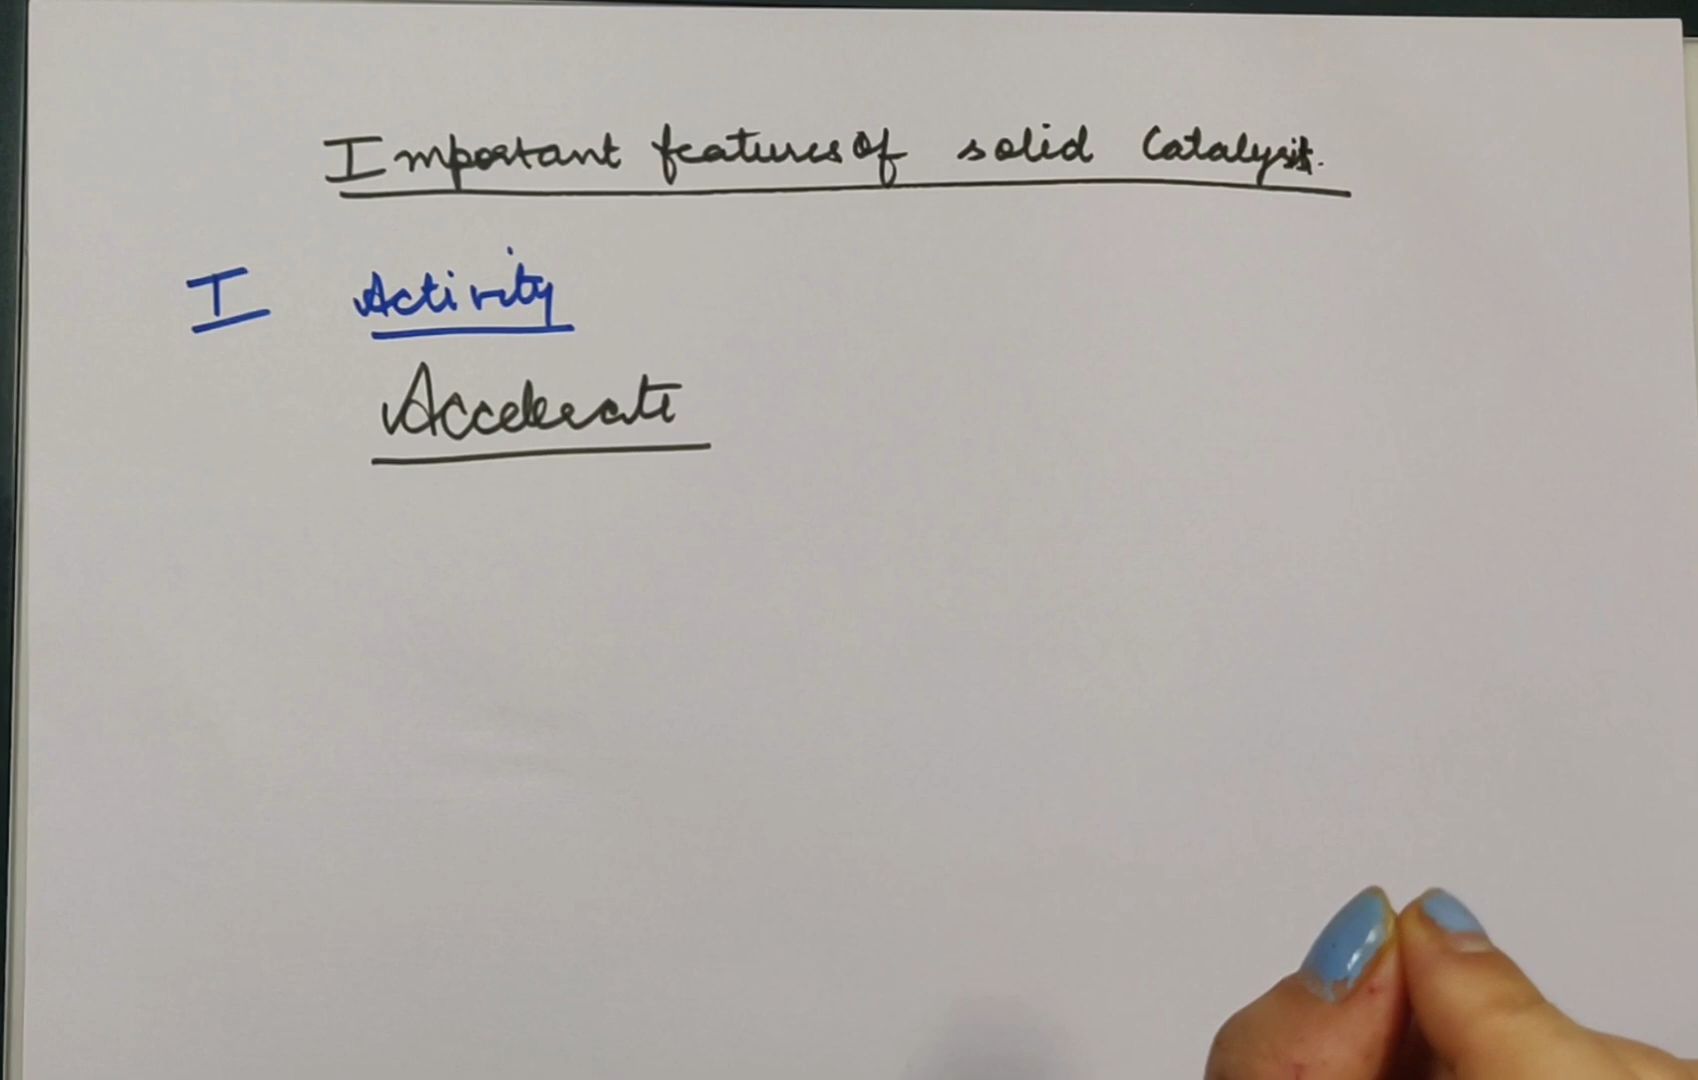 Important features of solid Catalyst.
I Activity
Accelerate